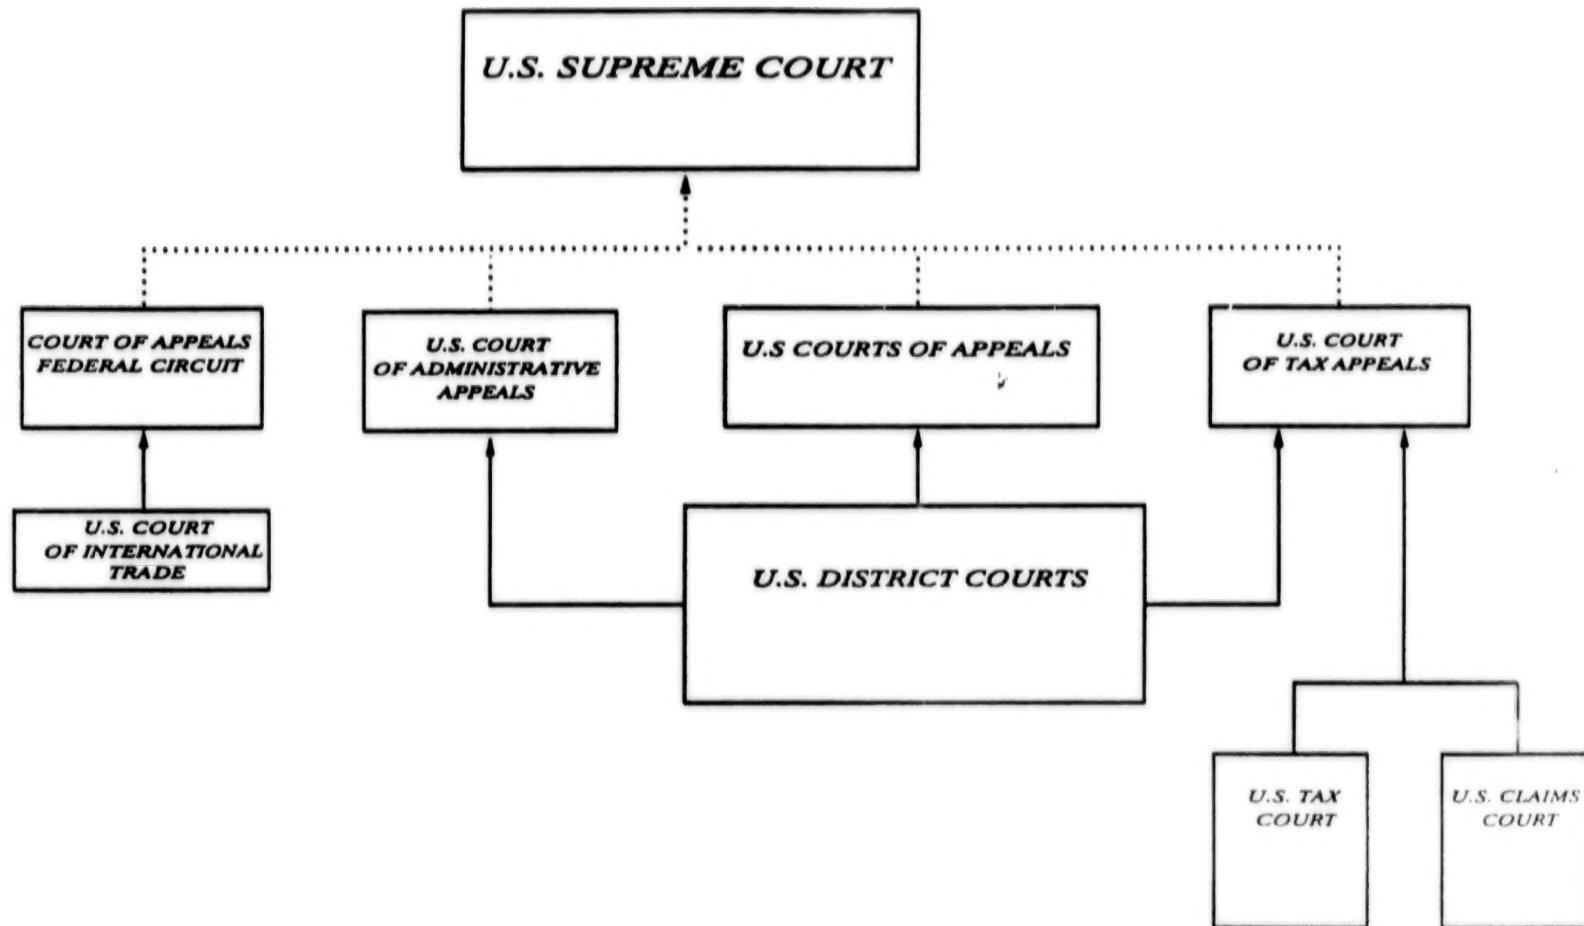 U.S. SUPREME COURT
COURT OF APPEALS
FEDERAL CIRCUIT
U.S. COURT
OF ADMINISTRATIVE
APPEALS
U.S COURTS OF APPEALS
U.S. COURT
OF TAX APPEALS
U.S. COURT
OF INTERNATIONAL
TRADE
U.S. DISTRICT COURTS
U.S. TAX
COURT
U.S. CLAIMS
COURT